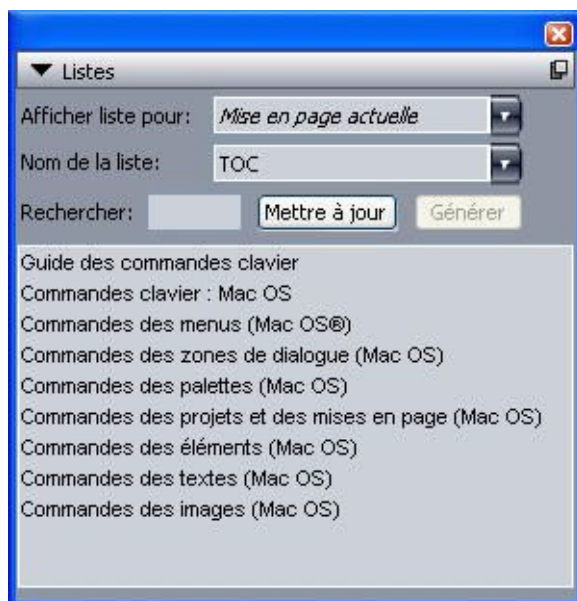 Listes
Afficher liste pour: Mise en page actuelle
Nom de la liste: TOC
Rechercher: Mettre à jour Générer
Guide des commandes clavier
Commandes clavier : Mac OS
Commandes des menus (Mac OS®)
Commandes des zones de dialogue (Mac OS)
Commandes des palettes (Mac OS)
Commandes des projets et des mises en page (Mac OS)
Commandes des éléments (Mac OS)
Commandes des textes (Mac OS)
Commandes des images (Mac OS)